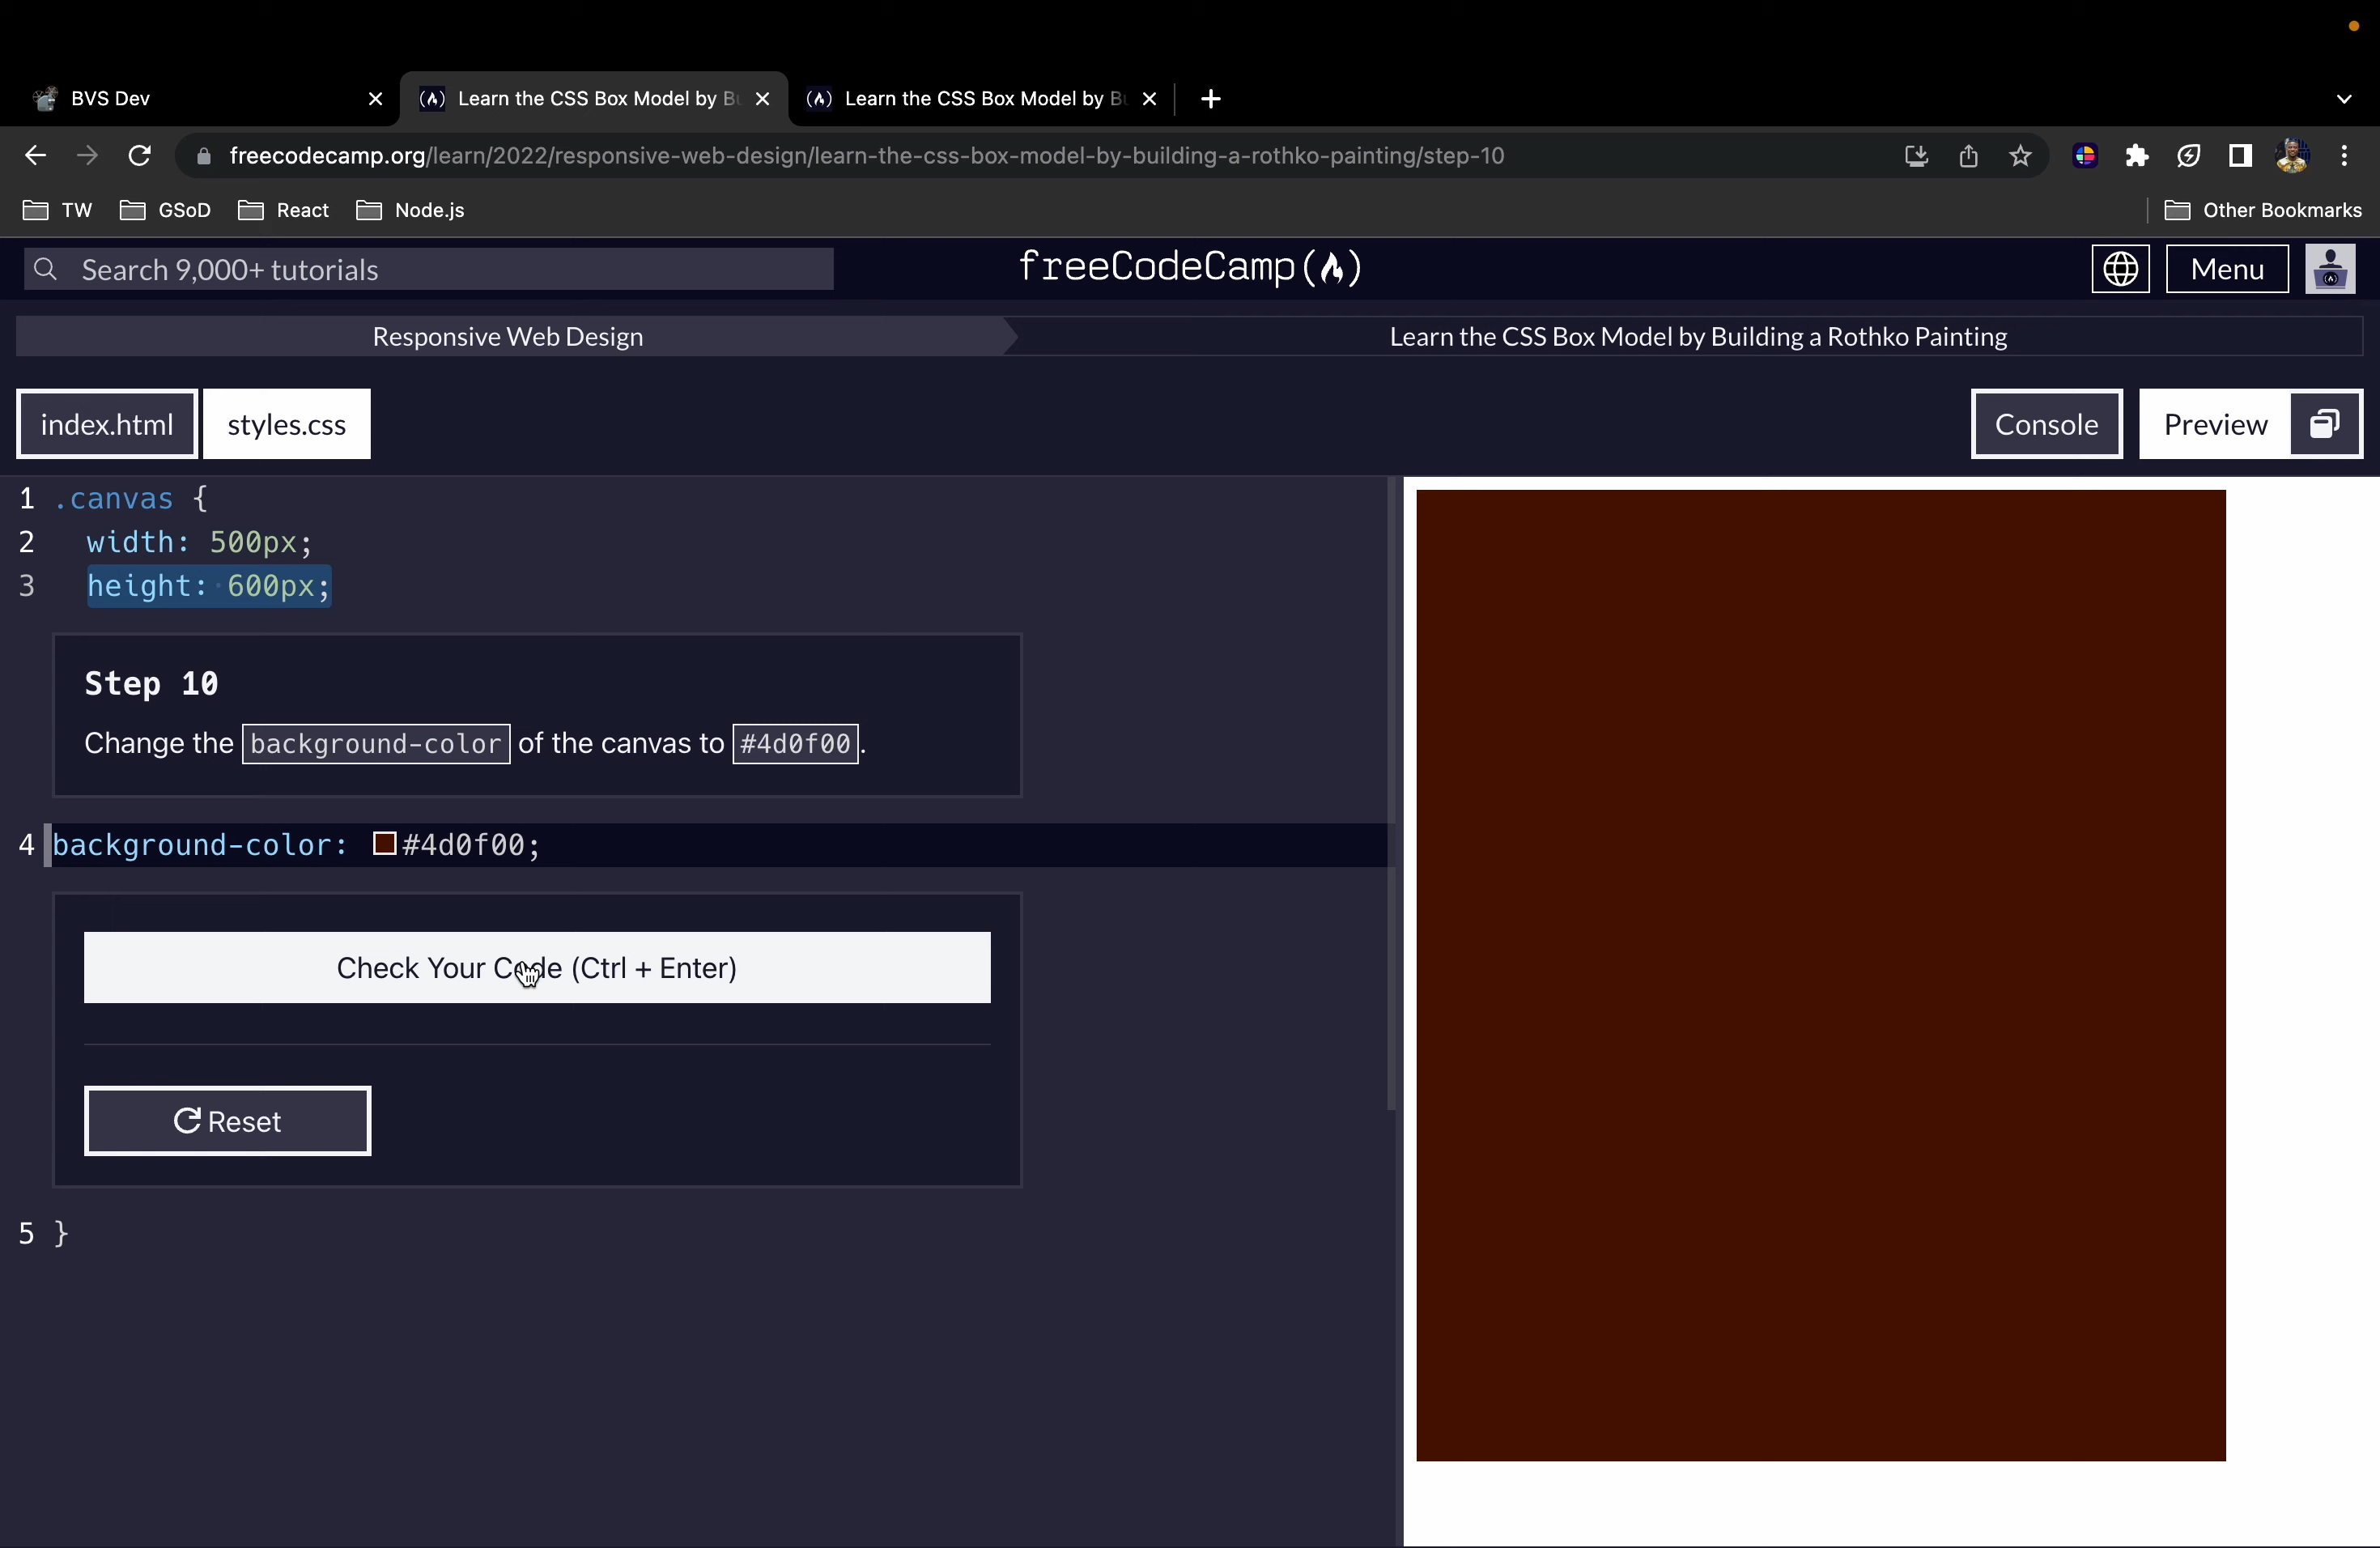 BVS Dev
Learn the CSS Box Model by B
Learn the CSS Box Model by B
freecodecamp.org/learn/2022/responsive-web-design/learn-the-css-box-model-by-building-a-rothko-painting/step-10
TW GSoD React Node.js Other Bookmarks
Search 9,000+ tutorials
freeCodeCamp
Menu
Responsive Web Design
Learn the CSS Box Model by Building a Rothko Painting
index.html styles.css Console Preview
1 .canvas {
2 width: 500px;
3 height: 600px;
Step 10
Change the background-color of the canvas to #4d0f00.
4 background-color: #4d0f00;
Check Your Code (Ctrl + Enter)
Reset
5 }